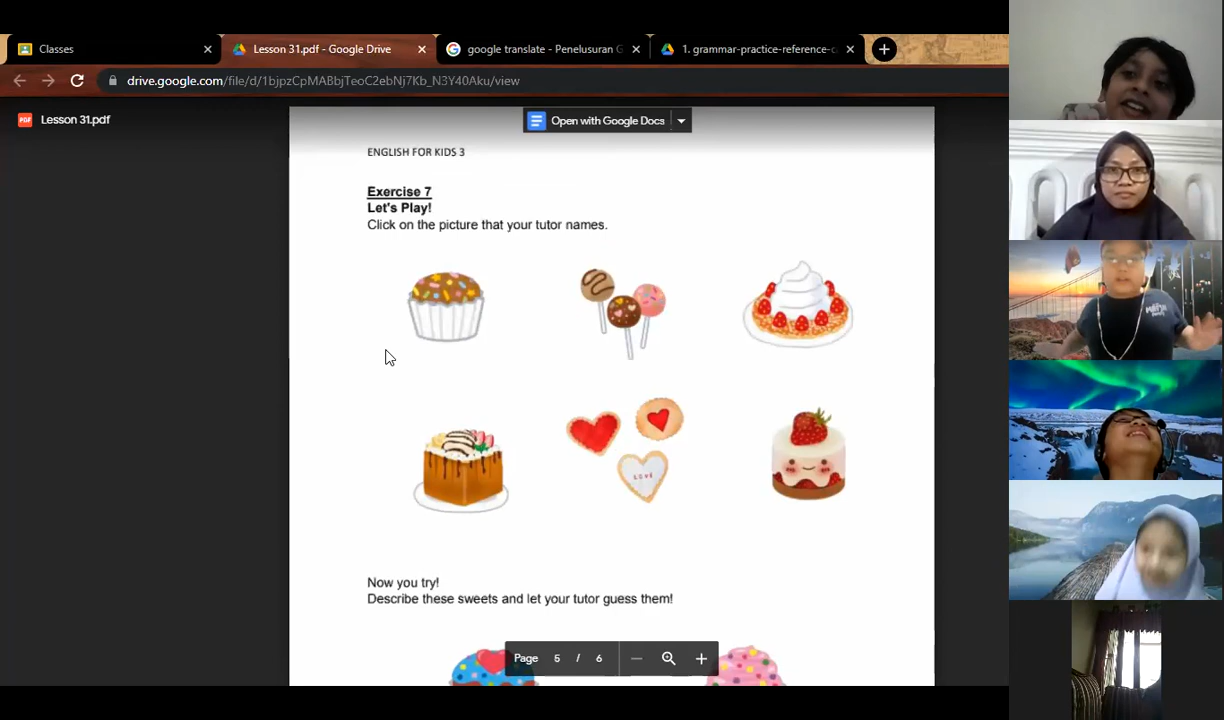 Classes
Lesson 31.pdf - Google Drive
google translate - Penelusuran G
1. grammar-practice-reference-c
drive.google.com/file/d/1bjpzCpMABbjTeoC2ebNj7Kb_N3Y40Aku/view
PDF
Lesson 31.pdf
Open with Google Docs
ENGLISH FOR KIDS 3
Exercise 7
Let's Play!
Click on the picture that your tutor names.
LOVE
Now you try!
Describe these sweets and let your tutor guess them!
Page 5 / 6